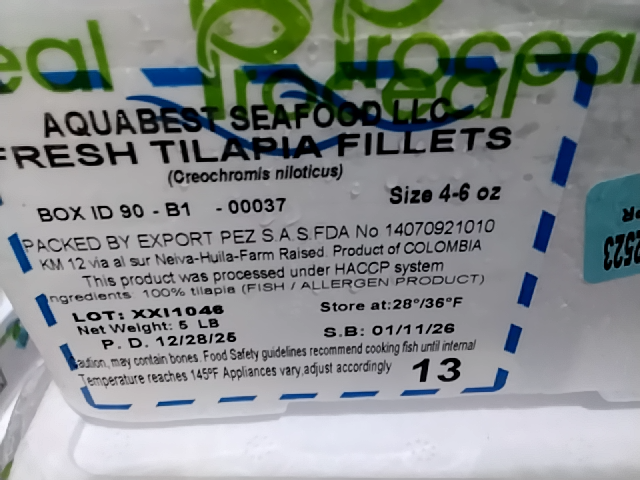 eal Procpeal Procpeal
AQUABEST SEAFOOD LLC
FRESH TILAPIA FILLETS
(Creochromis niloticus)
Size 4-6 oz
BOX ID 90 - B1 - 00037
PACKED BY EXPORT PEZ S.A.S.FDA No 14070921010
KM 12 via al sur Neiva-Huila-Farm Raised. Product of COLOMBIA
This product was processed under HACCP system
Ingredients: 100% tilapia (FISH / ALLERGEN PRODUCT)
LOT: XXI1046
Store at:28°/36°F
Net Weight: 5 LB
P. D. 12/28/25
S.B: 01/11/26
Caution, may contain bones. Food Safety guidelines recommend cooking fish until internal
Temperature reaches 145ºF Appliances vary,adjust accordingly
13